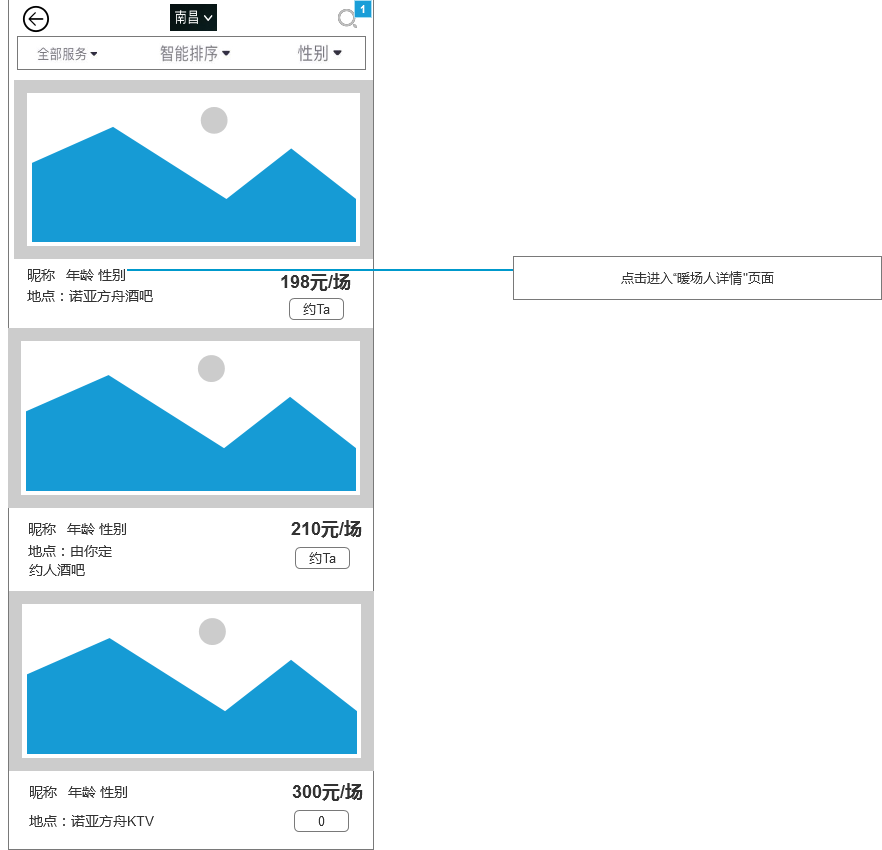 南昌
1
全部服务 智能排序 性别
昵称 年龄 性别
198元/场
地点：诺亚方舟酒吧
约Ta
点击进入“暖场人详情"页面
昵称 年龄 性别
210元/场
地点：由你定
约人酒吧
约Ta
昵称 年龄 性别
300元/场
地点：诺亚方舟KTV
0